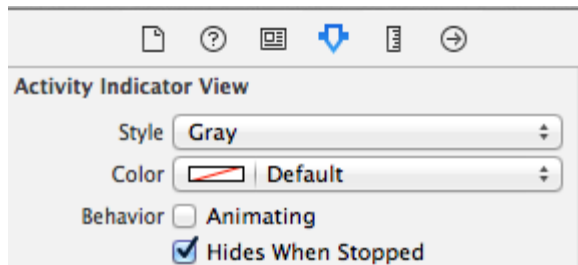 Activity Indicator View
Style Gray
Color Default
Behavior Animating
Hides When Stopped